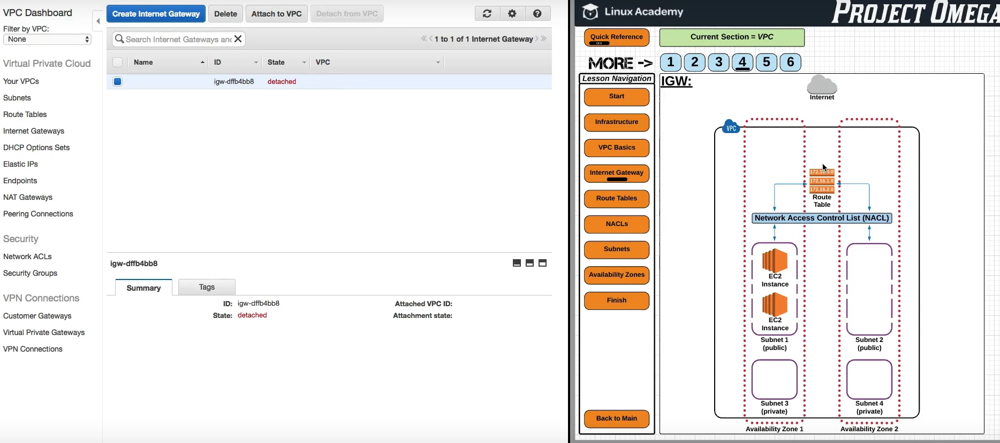 VPC Dashboard
Filter by VPC:
None
Virtual Private Cloud
Your VPCs
Subnets
Route Tables
Internet Gateways
DHCP Options Sets
Elastic IPs
Endpoints
NAT Gateways
Peering Connections
Security
Network ACLs
Security Groups
VPN Connections
Customer Gateways
Virtual Private Gateways
VPN Connections
Create Internet Gateway Delete Attach to VPC Detach from VPC
Search Internet Gateways and
1 to 1 of 1 Internet Gateway
Name ID State VPC
igw-dffb4bb8 detached
igw-dffb4bb8
Summary Tags
ID: igw-dffb4bb8 Attached VPC ID:
State: detached Attachment state:
Linux Academy
PROJECT OMEGA
Quick Reference
OFF
Current Section = VPC
MORE -> 1 2 3 4 5 6
Lesson Navigation
Start
Infrastructure
VPC Basics
Internet Gateway
Route Tables
NACLs
Subnets
Availability Zones
Finish
Back to Main
IGW:
Internet
VPC
172.16.0.0
172.16.1.0
172.16.2.0
Route
Table
Network Access Control List (NACL)
EC2
Instance
EC2
Instance
Subnet 1
(public)
Subnet 2
(public)
Subnet 3
(private)
Subnet 4
(private)
Availability Zone 1
Availability Zone 2